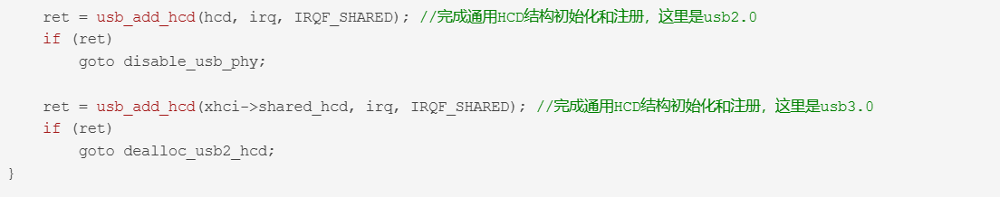 ret = usb_add_hcd(hcd, irq, IRQF_SHARED); //完成通用HCD结构初始化和注册，这里是usb2.0
if (ret)
goto disable_usb_phy;
ret = usb_add_hcd(xhci->shared_hcd, irq, IRQF_SHARED); //完成通用HCD结构初始化和注册，这里是usb3.0
if (ret)
goto dealloc_usb2_hcd;
}